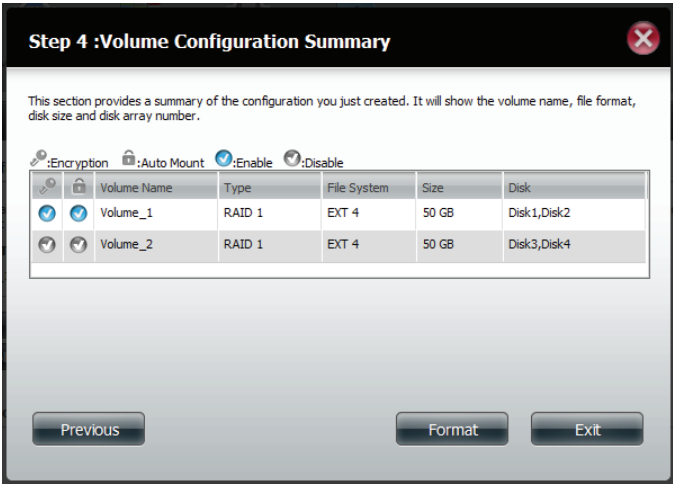 Step 4 :Volume Configuration Summary
This section provides a summary of the configuration you just created. It will show the volume name, file format,
disk size and disk array number.
:Encryption :Auto Mount :Enable :Disable
Volume Name Type File System Size Disk
Volume_1 RAID 1 EXT 4 50 GB Disk1,Disk2
Volume_2 RAID 1 EXT 4 50 GB Disk3,Disk4
Previous Format Exit